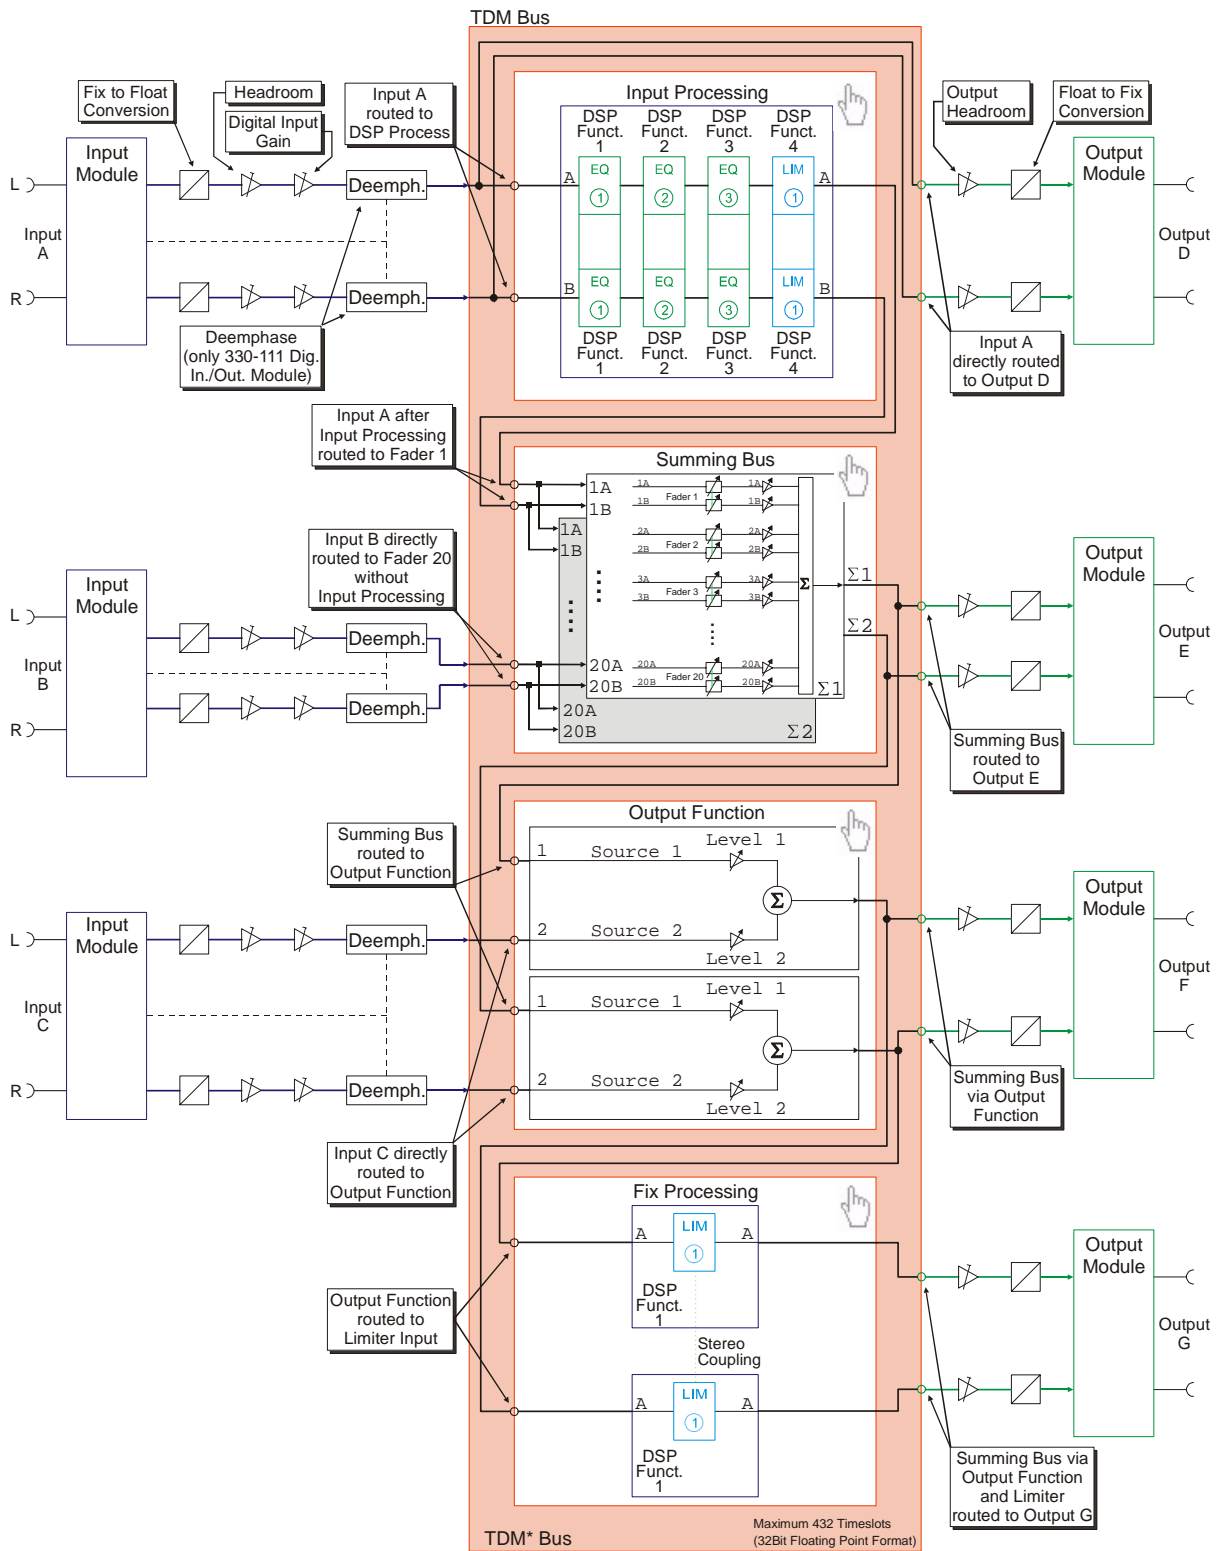 TDM Bus
Fix to Float
Conversion
Headroom
Digital Input
Gain
Input A
routed to
DSP Process
Input Processing
DSP
Funct.
1
DSP
Funct.
2
DSP
Funct.
3
DSP
Funct.
4
Output
Headroom
Float to Fix
Conversion
Input
Module
L
Input
A
R
Deemph.
Deemph.
A
EQ
1
EQ
2
EQ
3
LIM
1
A
B
EQ
1
EQ
2
EQ
3
LIM
1
B
DSP
Funct.
1
DSP
Funct.
2
DSP
Funct.
3
DSP
Funct.
4
Output
Module
Output
D
Deemphase
(only 330-111 Dig.
In./Out. Module)
Input A
directly routed
to Output D
Input A after
Input Processing
routed to Fader 1
Summing Bus
1A
1B
1A
1B
1A
1B
Fader 1
1A
1B
2A
2B
Fader 2
2A
2B
3A
3B
Fader 3
3A
3B
Σ
Σ1
Σ2
20A
20B
20A
20B
Fader 20
20A
20B
Σ1
20A
20B
Σ2
Input B directly
routed to Fader 20
without
Input Processing
Input
Module
L
Input
B
R
Deemph.
Deemph.
Output
Module
Output
E
Summing Bus
routed to
Output E
Output Function
Summing Bus
routed to
Output Function
1
Source 1
Level 1
Σ
2
Source 2
Level 2
1
Source 1
Level 1
Σ
2
Source 2
Level 2
Input
Module
L
Input
C
R
Deemph.
Deemph.
Output
Module
Output
F
Summing Bus
via Output
Function
Input C directly
routed to
Output Function
Fix Processing
A
LIM
1
A
DSP
Funct.
1
Stereo
Coupling
A
LIM
1
A
DSP
Funct.
1
Output Function
routed to
Limiter Input
Output
Module
Output
G
Summing Bus via
Output Function
and Limiter
routed to Output G
TDM* Bus
Maximum 432 Timeslots
(32Bit Floating Point Format)